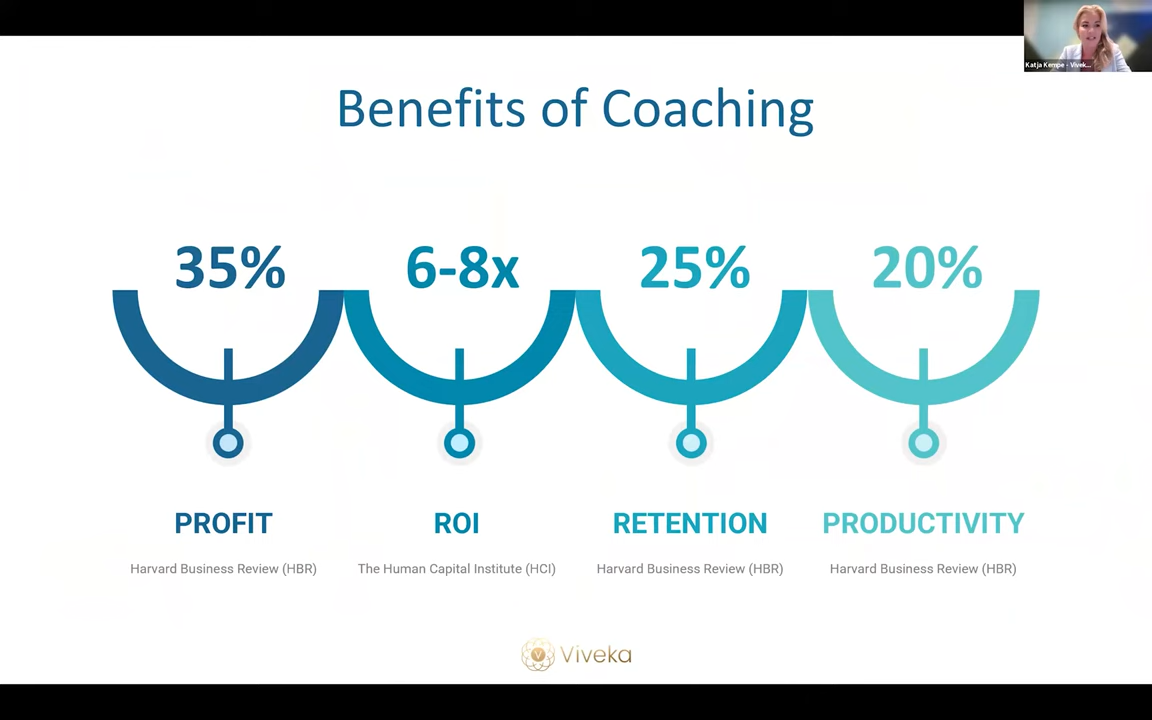 Katja Kempe - Vivek...
Benefits of Coaching
35% 6-8x 25% 20%
PROFIT ROI RETENTION PRODUCTIVITY
Harvard Business Review (HBR) The Human Capital Institute (HCI) Harvard Business Review (HBR) Harvard Business Review (HBR)
V Viveka